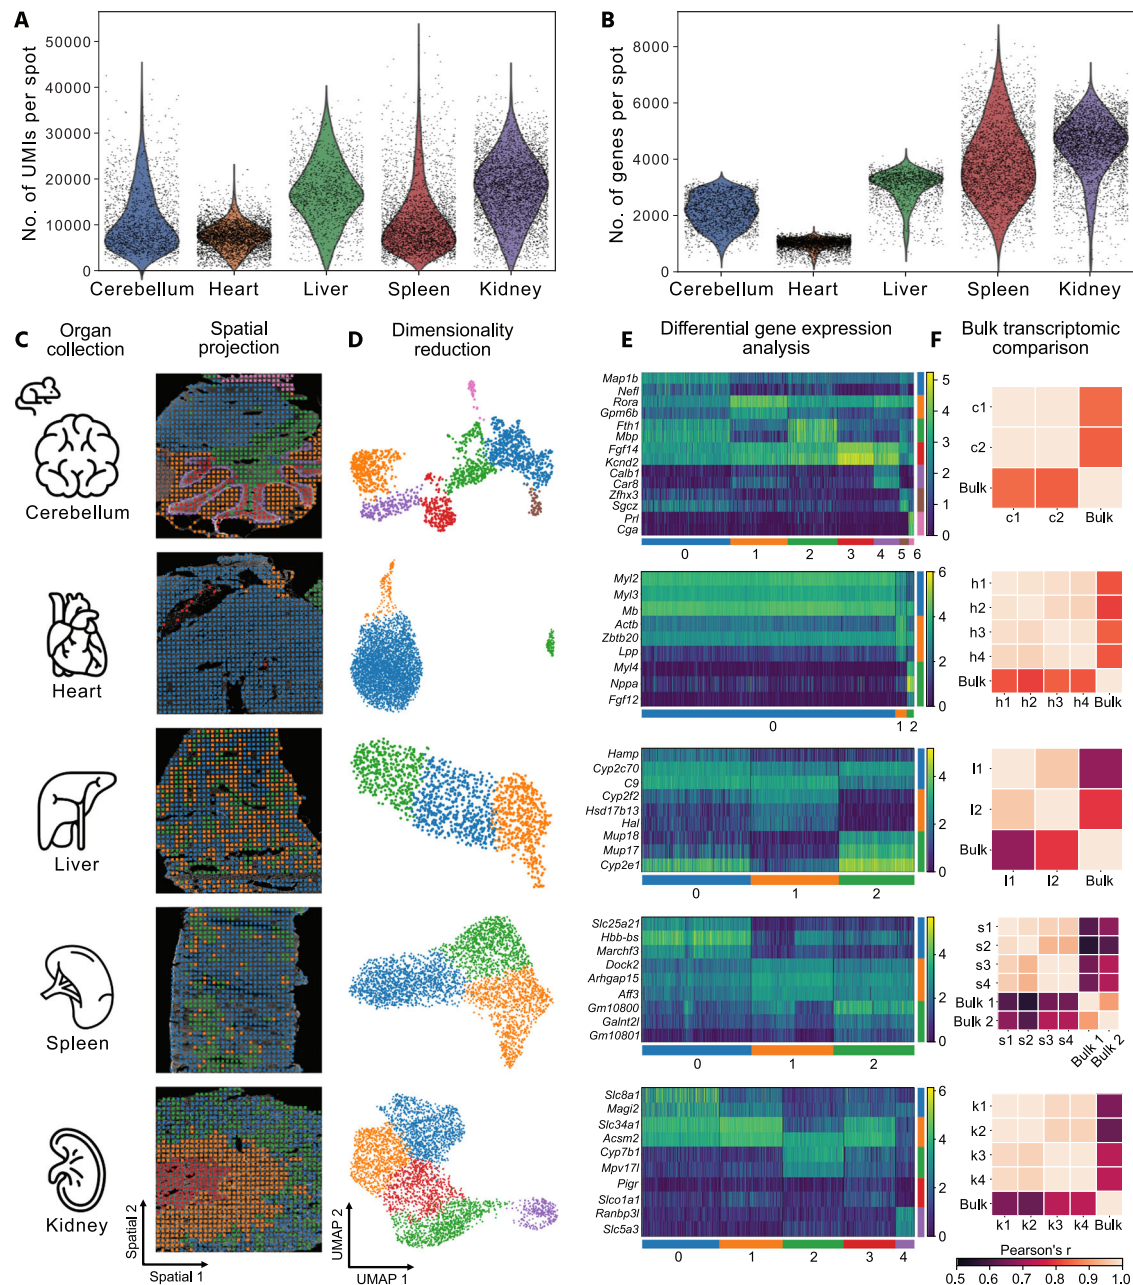 A
B
No. of UMIs per spot
50000
40000
30000
20000
10000
0
Cerebellum Heart Liver Spleen Kidney
No. of genes per spot
8000
6000
4000
2000
0
Cerebellum Heart Liver Spleen Kidney
C Organ collection
Spatial projection
D Dimensionality reduction
E Differential gene expression analysis
F Bulk transcriptomic comparison
Cerebellum
Map1b
Nefl
Rora
Gpm6b
Fth1
Mbp
Fgf14
Kcnd2
Calb1
Car8
Zfhx3
Sgcz
Prl
Cga
0 1 2 3 4 5 6
5
4
3
2
1
0
c1
c2
Bulk
c1 c2 Bulk
Heart
Myl2
Myl3
Mb
Actb
Zbtb20
Lpp
Myl4
Nppa
Fgf12
0 1 2
6
4
2
0
h1
h2
h3
h4
Bulk
h1 h2 h3 h4 Bulk
Liver
Hamp
Cyp2c70
C9
Cyp2f2
Hsd17b13
Hal
Mup18
Mup17
Cyp2e1
0 1 2
4
2
0
l1
l2
Bulk
l1 l2 Bulk
Spleen
Slc25a21
Hbb-bs
Marchf3
Dock2
Arhgap15
Aff3
Gm10800
Galnt2l
Gm10801
0 1 2
4
2
0
s1
s2
s3
s4
Bulk 1
Bulk 2
s1 s2 s3 s4 Bulk 1 Bulk 2
Kidney
Spatial 2
Spatial 1
UMAP 2
UMAP 1
Slc8a1
Magi2
Slc34a1
Acsm2
Cyp7b1
Mpv17l
Pigr
Slco1a1
Ranbp3l
Slc5a3
0 1 2 3 4
6
4
2
0
k1
k2
k3
k4
Bulk
k1 k2 k3 k4 Bulk
Pearson's r
0.5 0.6 0.7 0.8 0.9 1.0